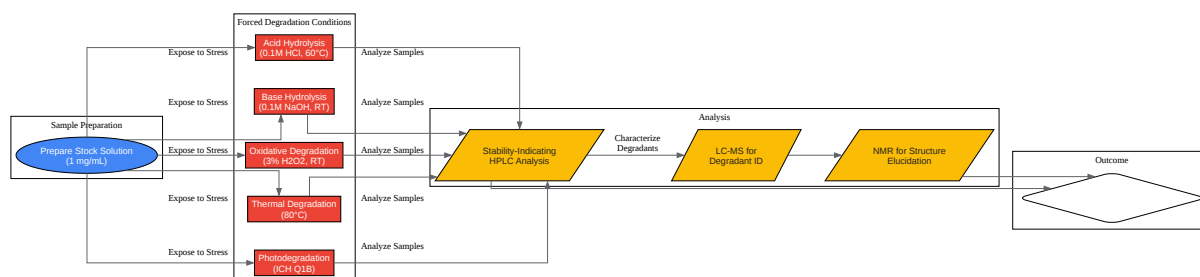 Sample Preparation
Prepare Stock Solution
(1 mg/mL)
Expose to Stress
Expose to Stress
Expose to Stress
Expose to Stress
Expose to Stress
Forced Degradation Conditions
Acid Hydrolysis
(0.1M HCl, 60°C)
Base Hydrolysis
(0.1M NaOH, RT)
Oxidative Degradation
(3% H2O2, RT)
Thermal Degradation
(80°C)
Photodegradation
(ICH Q1B)
Analyze Samples
Analyze Samples
Analyze Samples
Analyze Samples
Analyze Samples
Analysis
Stability-Indicating
HPLC Analysis
Characterize
Degradants
LC-MS for
Degradant ID
NMR for Structure
Elucidation
Outcome